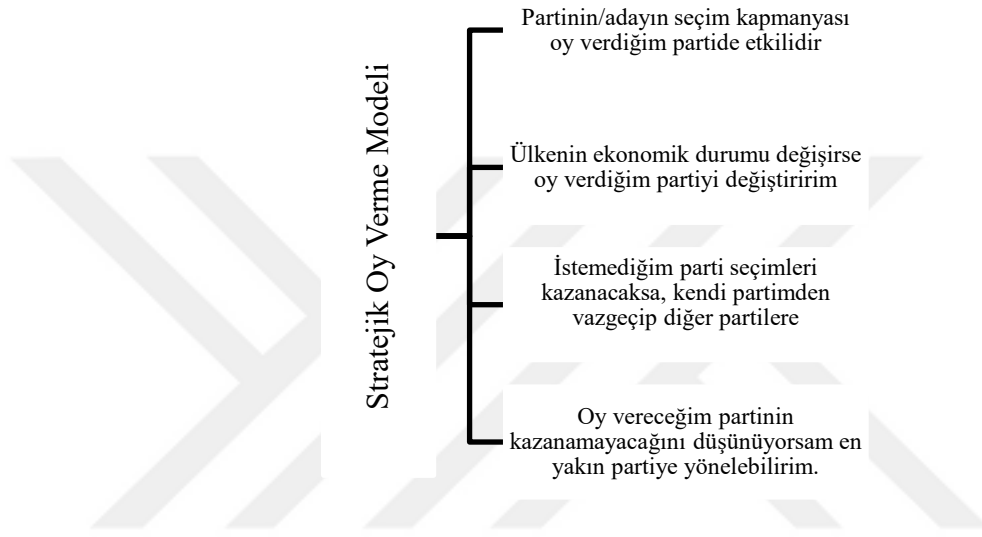 Stratejik Oy Verme Modeli
Partinin/adayın seçim kapmanyası
oy verdiğim partide etkilidir
Ülkenin ekonomik durumu değişirse
oy verdiğim partiyi değiştiririm
İstemediğim parti seçimleri
kazanacaksa, kendi partimden
vazgeçip diğer partilere
Oy vereceğim partinin
kazanamayacağını düşünüyorsam en
yakın partiye yönelebilirim.